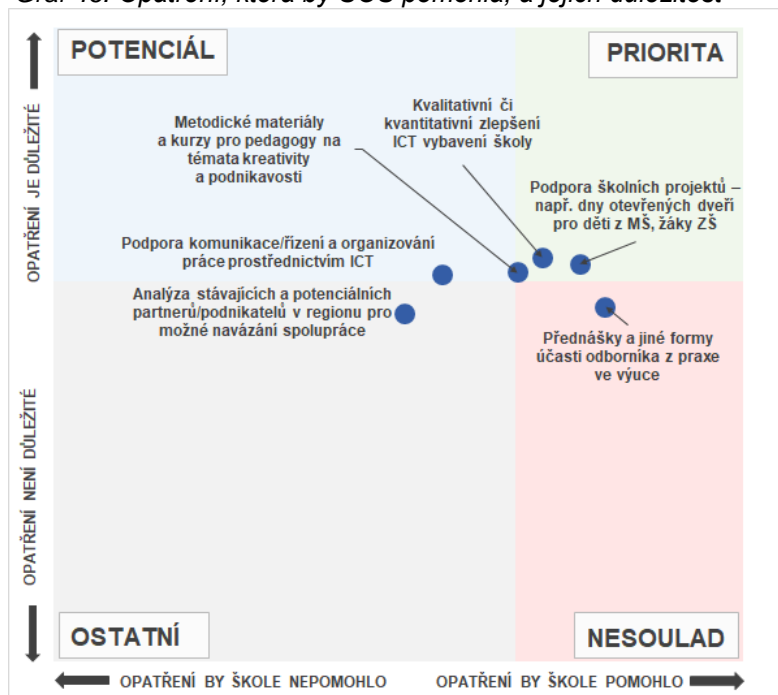 Graf 13: Opatření, která by SOŠ pomohla, a jejich důležitost
POTENCIÁL
PRIORITA
Metodické materiály
a kurzy pro pedagogy na
témata kreativity
a podnikavosti
Kvalitativní či
kvantitativní zlepšení
ICT vybavení školy
Podpora školních projektů –
např. dny otevřených dveří
pro děti z MŠ, žáky ZŠ
Podpora komunikace/řízení a organizování
práce prostřednictvím ICT
Analýza stávajících a potenciálních
partnerů/podnikatelů v regionu pro
možné navázání spolupráce
Přednášky a jiné formy
účasti odborníka z praxe
ve výuce
OPATŘENÍ JE DŮLEŽITÉ
OPATŘENÍ NENÍ DŮLEŽITÉ
OSTATNÍ
NESOULAD
OPATŘENÍ BY ŠKOLE NEPOMOHLO
OPATŘENÍ BY ŠKOLE POMOHLO